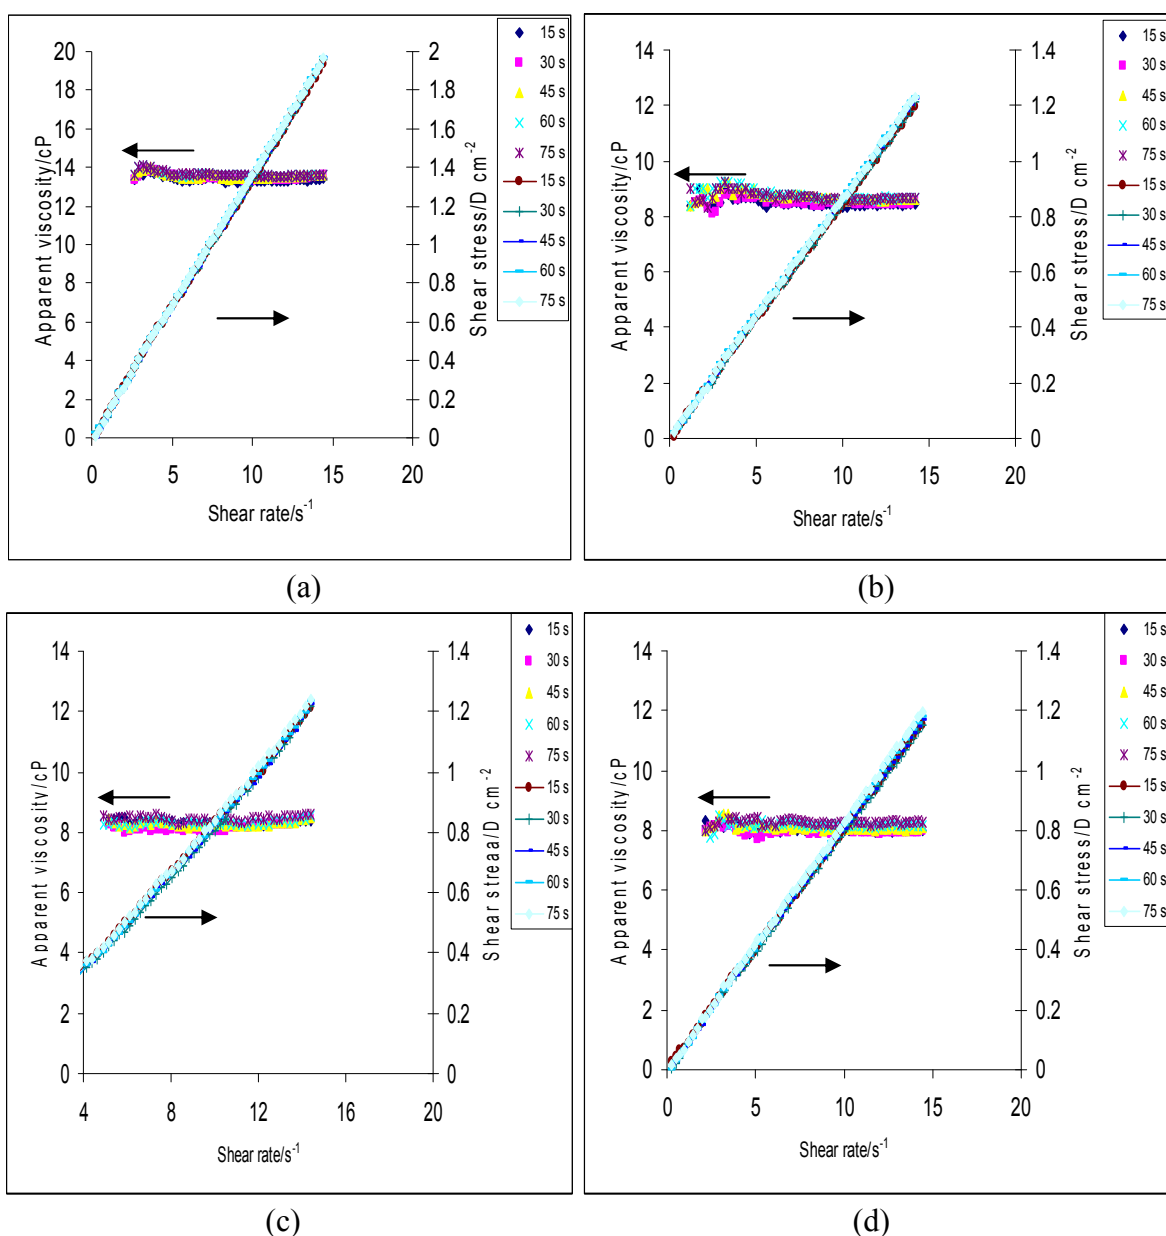 20
18
16
14
12
10
8
6
4
2
0
Apparent viscosity/cP
2
1.8
1.6
1.4
1.2
1
0.8
0.6
0.4
0.2
0
Shear stress/D cm-2
0 5 10 15 20
Shear rate/s-1
15 s
30 s
45 s
60 s
75 s
15 s
30 s
45 s
60 s
75 s
(a)
14
12
10
8
6
4
2
0
Apparent viscosity/cP
1.4
1.2
1
0.8
0.6
0.4
0.2
0
Shear stress/D cm-2
0 5 10 15 20
Shear rate/s-1
15 s
30 s
45 s
60 s
75 s
15 s
30 s
45 s
60 s
75 s
(b)
14
12
10
8
6
4
2
0
Apparent viscosity/cP
1.4
1.2
1
0.8
0.6
0.4
0.2
0
Shear streaal/D cm-2
4 8 12 16 20
Shear rate/s-1
15 s
30 s
45 s
60 s
75 s
15 s
30 s
45 s
60 s
75 s
(c)
14
12
10
8
6
4
2
0
Apparent viscosity/cP
1.4
1.2
1
0.8
0.6
0.4
0.2
0
Shear stress/D cm-2
0 5 10 15 20
Shear rate/s-1
15 s
30 s
45 s
60 s
75 s
15 s
30 s
45 s
60 s
75 s
(d)